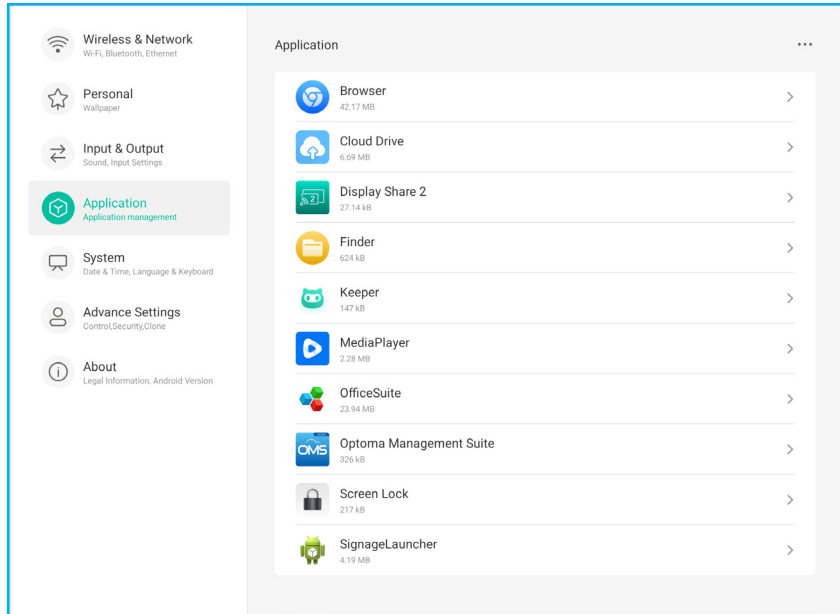 Wireless & Network
Wi-Fi, Bluetooth, Ethernet
Personal
Wallpaper
Input & Output
Sound, Input Settings
Application
Application management
System
Date & Time, Language & Keyboard
Advance Settings
Control,Security,Clone
About
Legal Information, Android Version
Application
Browser
42.17 MB
Cloud Drive
6.69 MB
2
Display Share 2
27.14 kB
Finder
624 kB
Keeper
147 kB
MediaPlayer
2.28 MB
OfficeSuite
23.94 MB
OMS
Optoma Management Suite
326 kB
Screen Lock
217 kB
SignageLauncher
4.19 MB